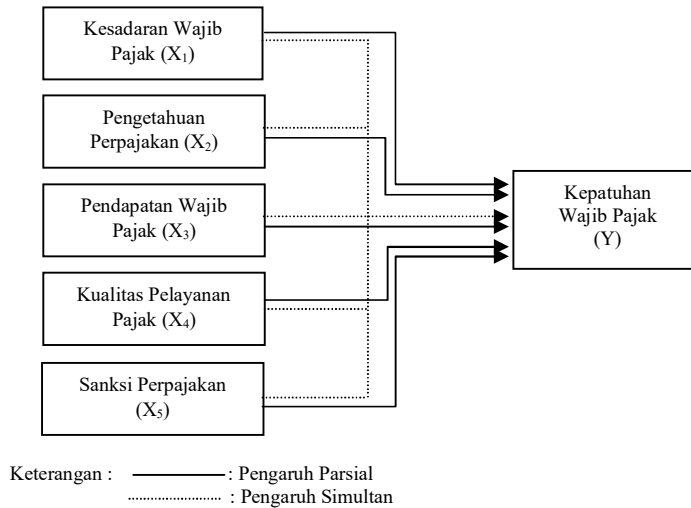 Kesadaran Wajib
Pajak (X₁)
Pengetahuan
Perpajakan (X₂)
Pendapatan Wajib
Pajak (X₃)
Kualitas Pelayanan
Pajak (X₄)
Sanksi Perpajakan
(X₅)
Kepatuhan
Wajib Pajak
(Y)
Keterangan : : Pengaruh Parsial
: Pengaruh Simultan